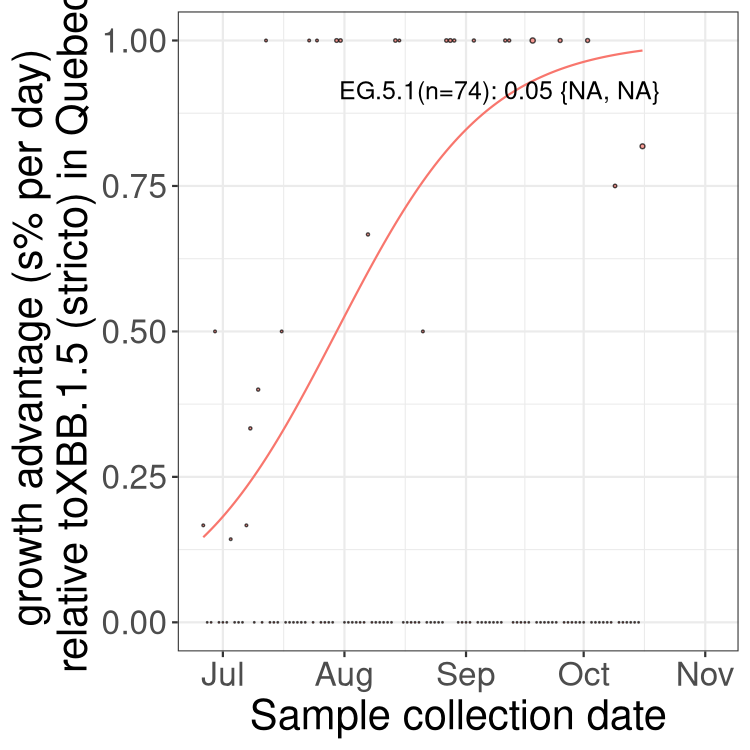 growth advantage (s% per day)
relative toXBB.1.5 (stricto) in Quebec
1.00
0.75
0.50
0.25
0.00
EG.5.1(n=74): 0.05 {NA, NA}
Jul Aug Sep Oct Nov
Sample collection date